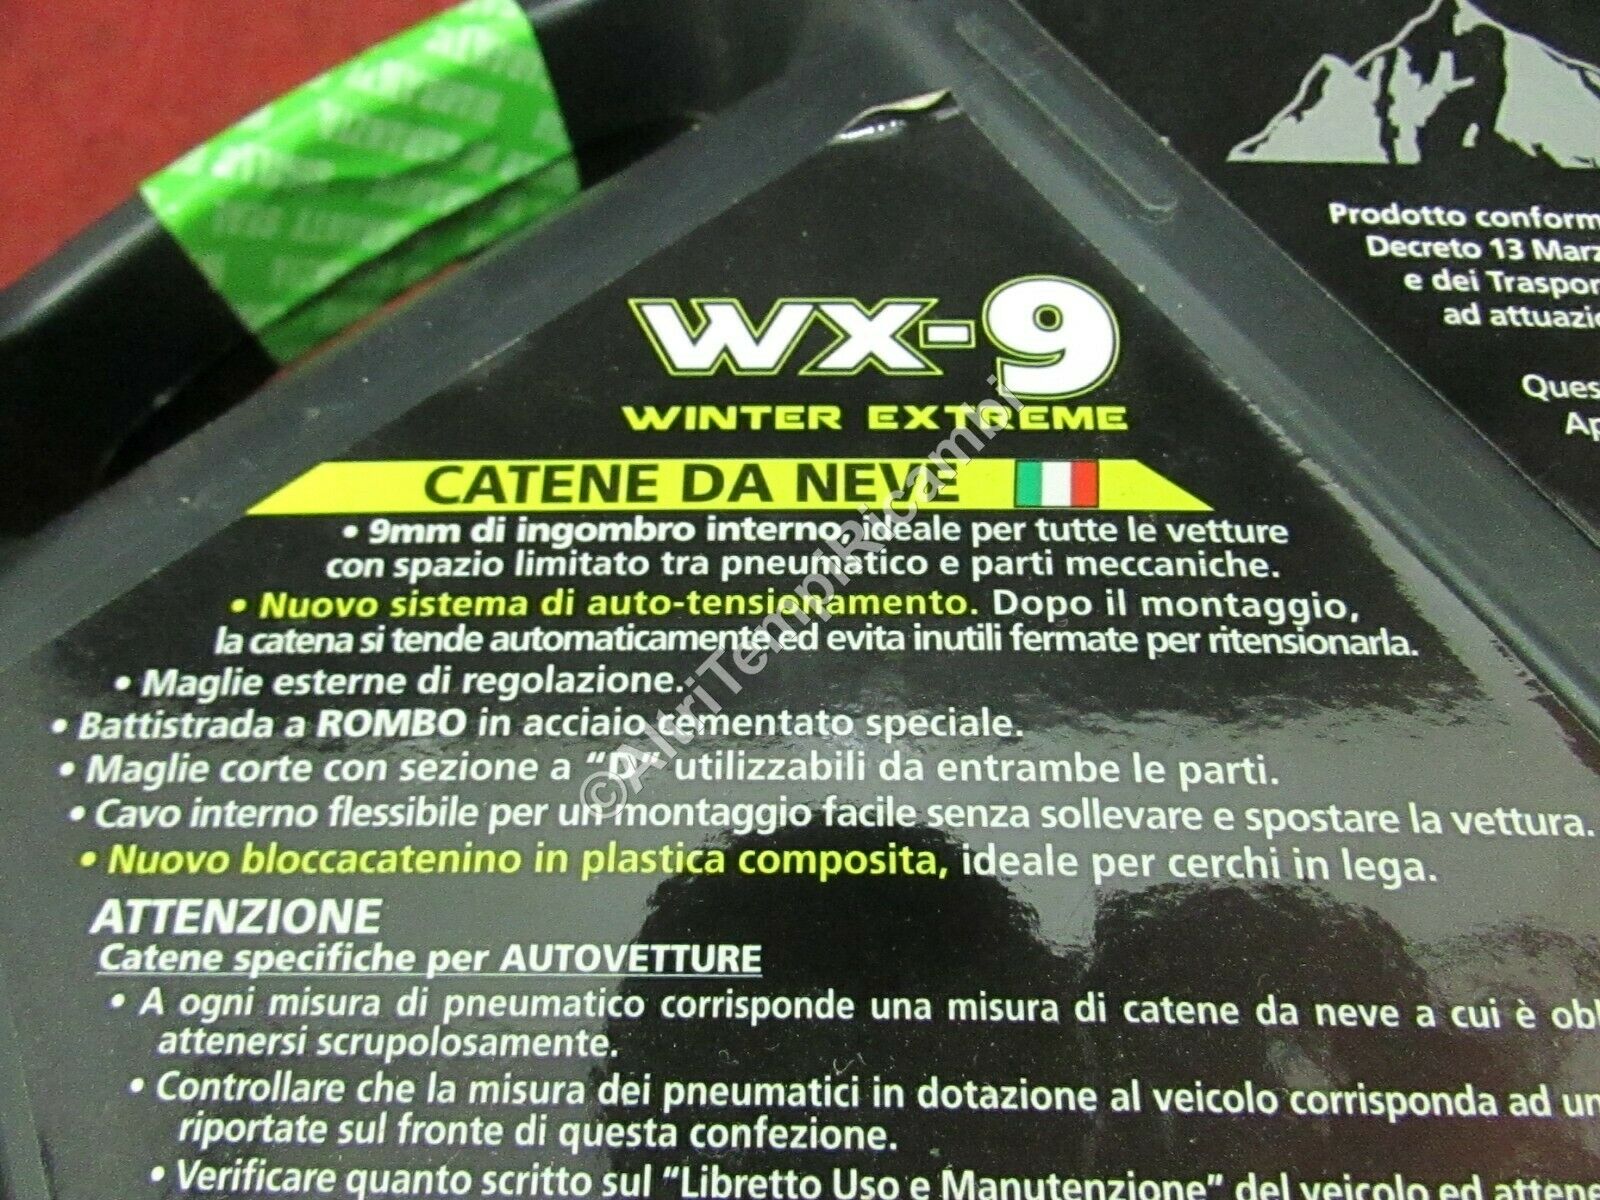 WX-9
WINTER EXTREME
CATENE DA NEVE
• 9mm di ingombro interno, ideale per tutte le vetture
con spazio limitato tra pneumatico e parti meccaniche.
• Nuovo sistema di auto-tensionamento. Dopo il montaggio,
la catena si tende automaticamente ed evita inutili fermate per ritensionarla.
• Maglie esterne di regolazione.
• Battistrada a ROMBO in acciaio cementato speciale.
• Maglie corte con sezione a “D” utilizzabili da entrambe le parti.
• Cavo interno flessibile per un montaggio facile senza sollevare e spostare la vettura.
• Nuovo bloccacatenino in plastica composita, ideale per cerchi in lega.
ATTENZIONE
Catene specifiche per AUTOVETTURE
• A ogni misura di pneumatico corrisponde una misura di catene da neve a cui è obl
attenersi scrupolosamente.
• Controllare che la misura dei pneumatici in dotazione al veicolo corrisponda ad un
riportate sul fronte di questa confezione.
• Verificare quanto scritto sul “Libretto Uso e Manutenzione” del veicolo ed attene
Prodotto conform
Decreto 13 Marz
e dei Traspor
ad attuazi
Ques
Ap
©AltriTempiRicambi